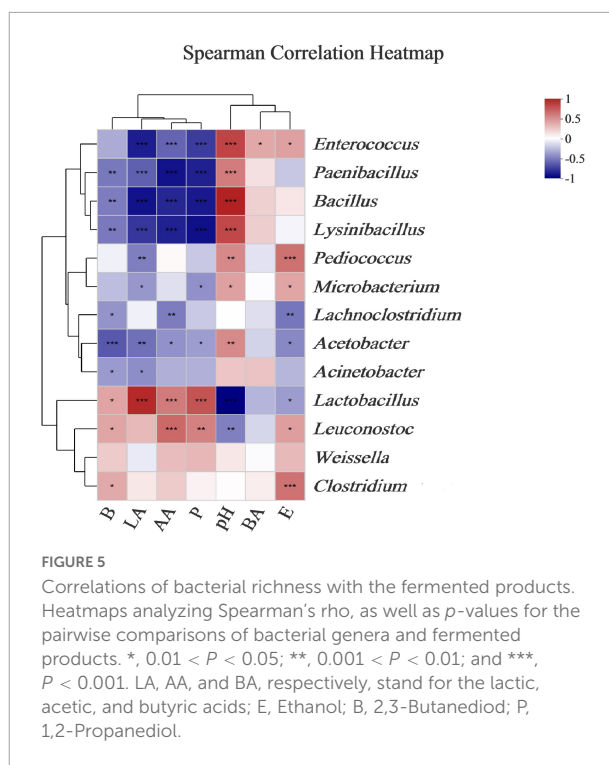 Spearman Correlation Heatmap
1
0.5
0
-0.5
-1
*** *** *** *** * * Enterococcus
** *** *** *** *** Paenibacillus
** *** *** *** *** Bacillus
** *** *** *** *** Lysinibacillus
** ** *** Pediococcus
* * * * Microbacterium
* ** ** Lachnoclostridium
*** ** * * ** * Acetobacter
* * Acinetobacter
* *** *** *** *** * Lactobacillus
* *** ** ** * Leuconostoc
Weissella
* *** Clostridium
B LA AA P pH BA E
FIGURE 5
Correlations of bacterial richness with the fermented products.
Heatmaps analyzing Spearman's rho, as well as p-values for the
pairwise comparisons of bacterial genera and fermented
products. *, 0.01 < P < 0.05; **, 0.001 < P < 0.01; and ***,
P < 0.001. LA, AA, and BA, respectively, stand for the lactic,
acetic, and butyric acids; E, Ethanol; B, 2,3-Butanediod; P,
1,2-Propanediol.